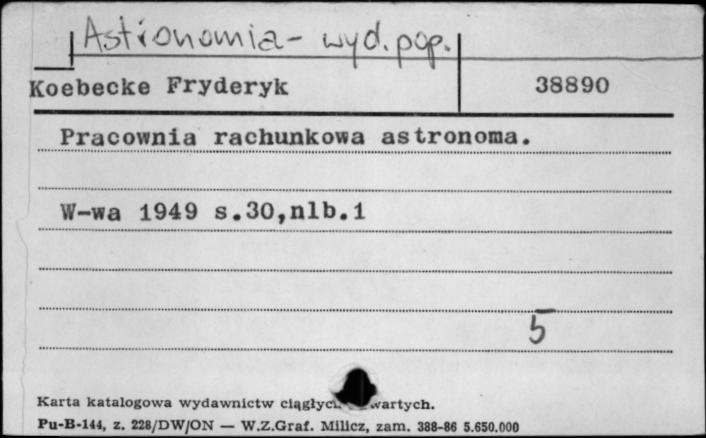 Astronomia - wyd. pop.
Koebecke Fryderyk 38890
Pracownia rachunkowa astronoma.
W-wa 1949 s.30,nlb.1
5
Karta katalogowa wydawnictw
Pu-B-144, z. 228/DW/ON — W.Z.Graf. Milicz, zam. 388-86 5.650.000